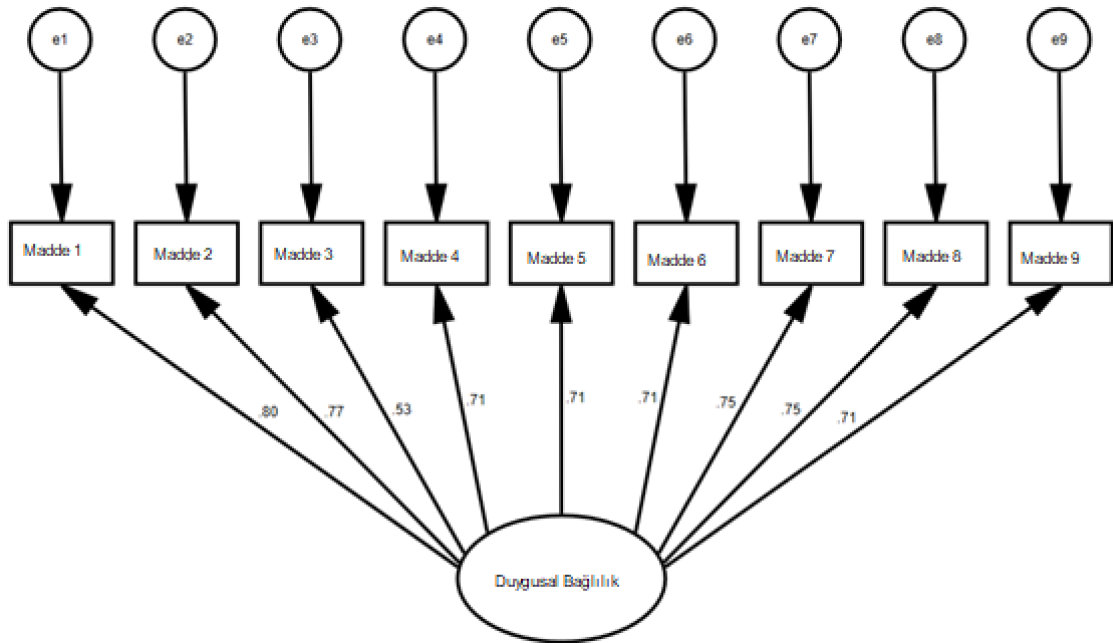 e1 e2 e3 e4 e5 e6 e7 e8 e9
Madde 1 Madde 2 Madde 3 Madde 4 Madde 5 Madde 6 Madde 7 Madde 8 Madde 9
.80 .77 .53 .71 .71 .71 .75 .75 .71
Duygusal Bağlılık